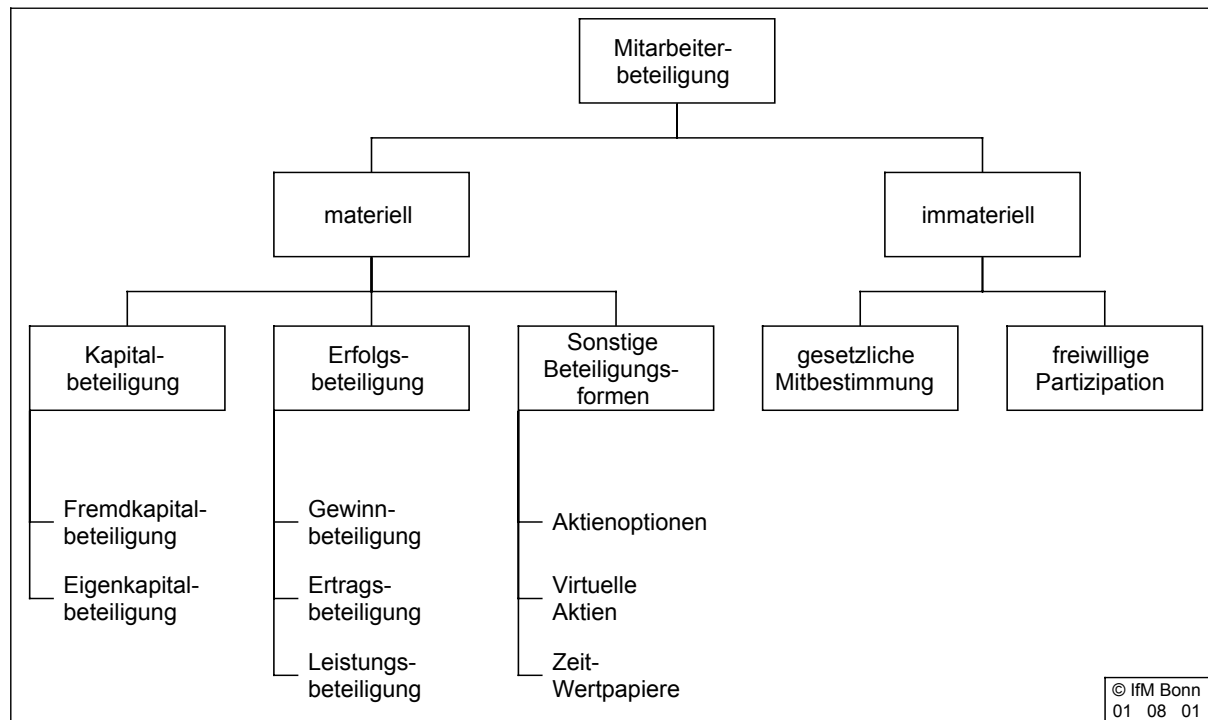 Mitarbeiter-
beteiligung
materiell
immateriell
Kapital-
beteiligung
Erfolgs-
beteiligung
Sonstige
Beteiligungs-
formen
gesetzliche
Mitbestimmung
freiwillige
Partizipation
Fremdkapital-
beteiligung
Eigenkapital-
beteiligung
Gewinn-
beteiligung
Ertrags-
beteiligung
Leistungs-
beteiligung
Aktienoptionen
Virtuelle
Aktien
Zeit-
Wertpapiere
© IfM Bonn
01 08 01